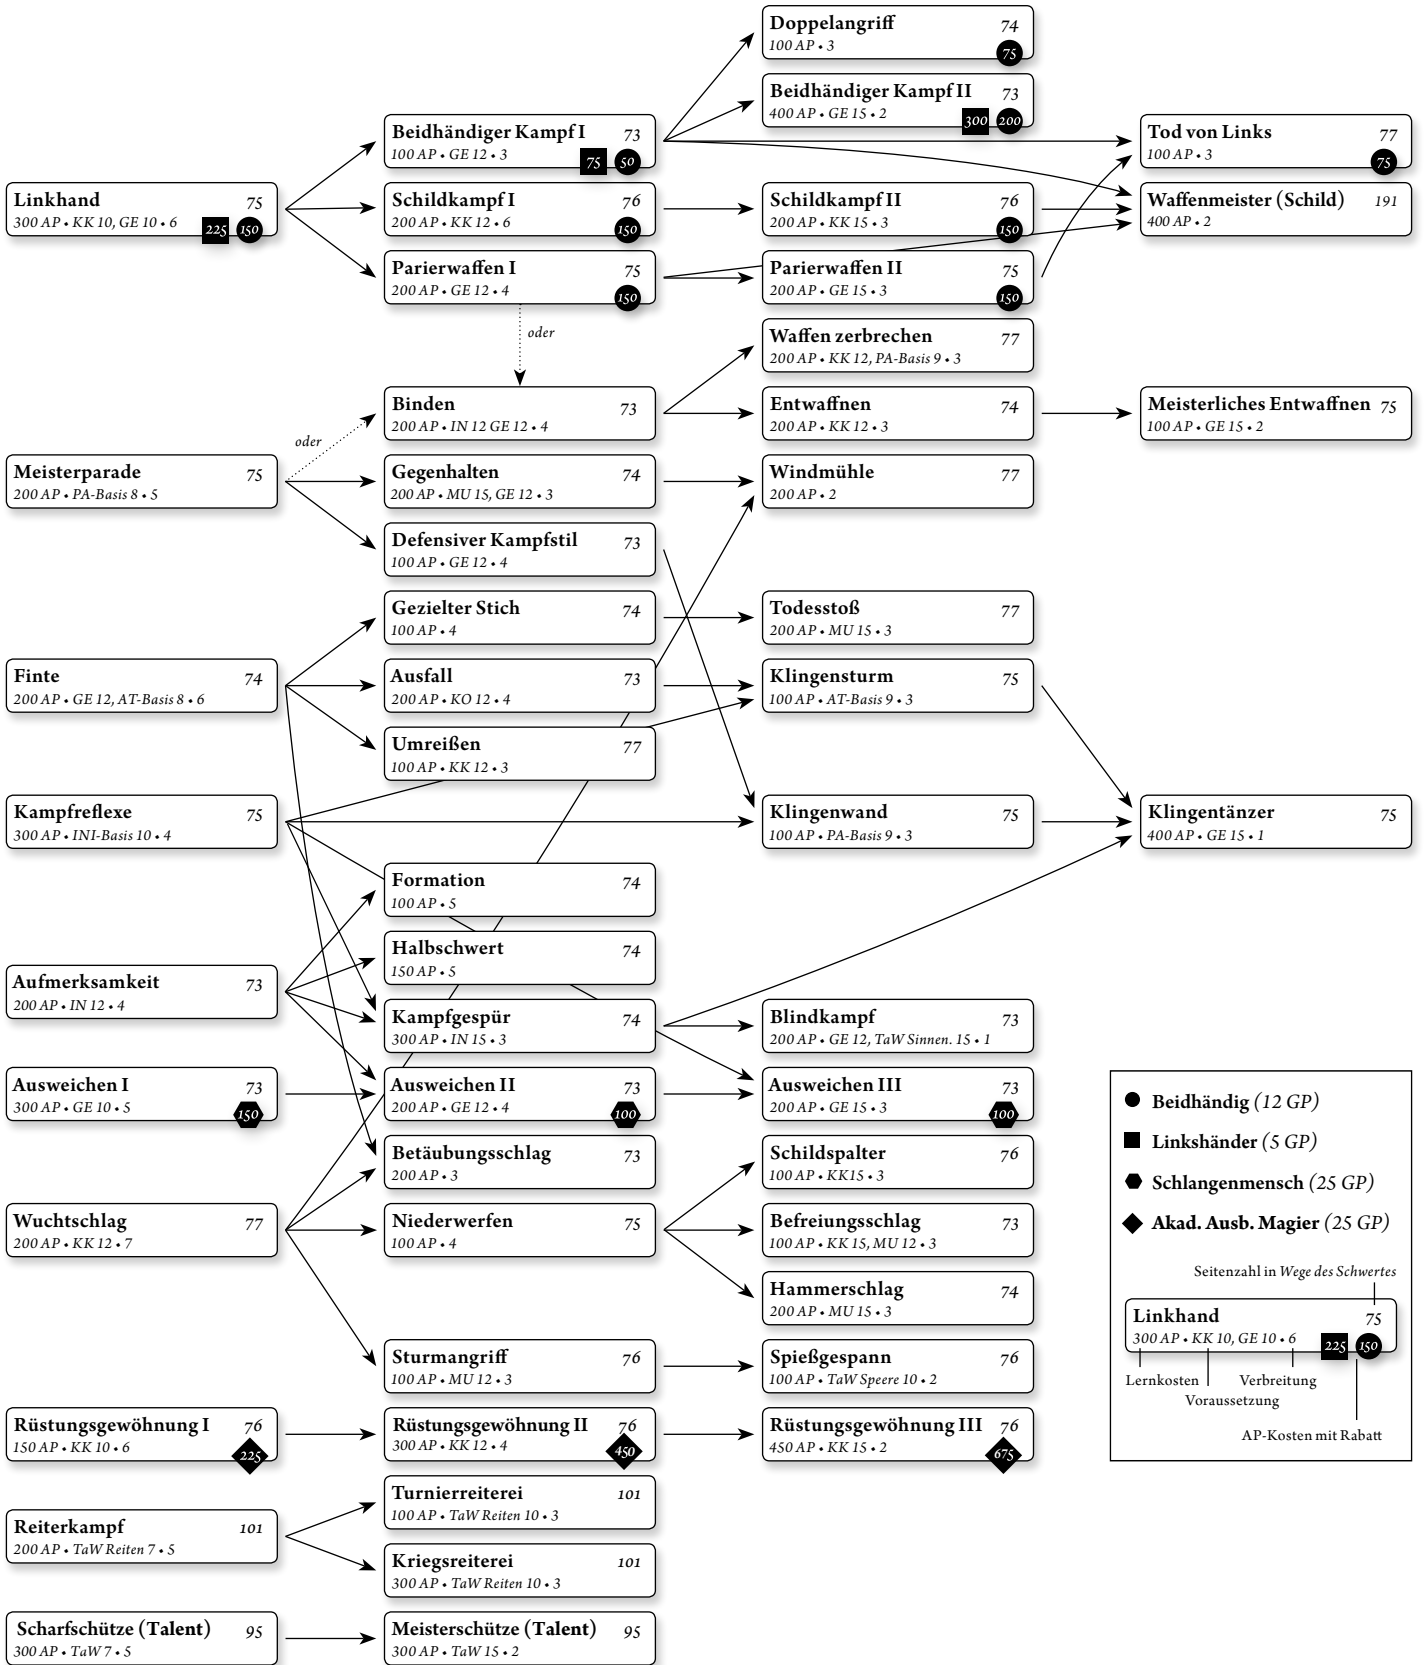 Doppelangriff 74
100 AP • 3
75
Beidhändiger Kampf II 73
400 AP • GE 15 • 2
300 200
Beidhändiger Kampf I 73
100 AP • GE 12 • 3
75 50
Tod von Links 77
100 AP • 3
75
Linkhand 75
300 AP • KK 10, GE 10 • 6
225 150
Schildkampf I 76
200 AP • KK 12 • 6
150
Schildkampf II 76
200 AP • KK 15 • 3
150
Waffenmeister (Schild) 191
400 AP • 2
Parierwaffen I 75
200 AP • GE 12 • 4
150
Parierwaffen II 75
200 AP • GE 15 • 3
150
oder
Waffen zerbrechen 77
200 AP • KK 12, PA-Basis 9 • 3
Binden 73
200 AP • IN 12 GE 12 • 4
Entwaffnen 74
200 AP • KK 12 • 3
Meisterliches Entwaffnen 75
100 AP • GE 15 • 2
oder
Meisterparade 75
200 AP • PA-Basis 8 • 5
Gegenhalten 74
200 AP • MU 15, GE 12 • 3
Windmühle 77
200 AP • 2
Defensiver Kampfstil 73
100 AP • GE 12 • 4
Gezielter Stich 74
100 AP • 4
Todesstoß 77
200 AP • MU 15 • 3
Finte 74
200 AP • GE 12, AT-Basis 8 • 6
Ausfall 73
200 AP • KO 12 • 4
Klingensturm 75
100 AP • AT-Basis 9 • 3
Umreißen 77
100 AP • KK 12 • 3
Kampfreflexe 75
300 AP • INI-Basis 10 • 4
Klingenwand 75
100 AP • PA-Basis 9 • 3
Klingentänzer 75
400 AP • GE 15 • 1
Formation 74
100 AP • 5
Halbschwert 74
150 AP • 5
Aufmerksamkeit 73
200 AP • IN 12 • 4
Kampfgespür 74
300 AP • IN 15 • 3
Blindkampf 73
200 AP • GE 12, TaW Sinnen. 15 • 1
Ausweichen I 73
300 AP • GE 10 • 5
150
Ausweichen II 73
200 AP • GE 12 • 4
100
Ausweichen III 73
200 AP • GE 15 • 3
100
Betäubungsschlag 73
200 AP • 3
Schildspalter 76
100 AP • KK15 • 3
Wuchtschlag 77
200 AP • KK 12 • 7
Niederwerfen 75
100 AP • 4
Befreiungsschlag 73
100 AP • KK 15, MU 12 • 3
Hammerschlag 74
200 AP • MU 15 • 3
Sturmangriff 76
100 AP • MU 12 • 3
Spießgespann 76
100 AP • TaW Speere 10 • 2
Rüstungsgewöhnung I 76
150 AP • KK 10 • 6
225
Rüstungsgewöhnung II 76
300 AP • KK 12 • 4
450
Rüstungsgewöhnung III 76
450 AP • KK 15 • 2
675
Reiterkampf 101
200 AP • TaW Reiten 7 • 5
Turnierreiterei 101
100 AP • TaW Reiten 10 • 3
Kriegsreiterei 101
300 AP • TaW Reiten 10 • 3
Scharfschütze (Talent) 95
300 AP • TaW 7 • 5
Meisterschütze (Talent) 95
300 AP • TaW 15 • 2
Beidhändig (12 GP)
Linkshänder (5 GP)
Schlangenmensch (25 GP)
Akad. Ausb. Magier (25 GP)
Seitenzahl in Wege des Schwertes
Linkhand 75
300 AP • KK 10, GE 10 • 6
225 150
Lernkosten Verbreitung
Voraussetzung
AP-Kosten mit Rabatt